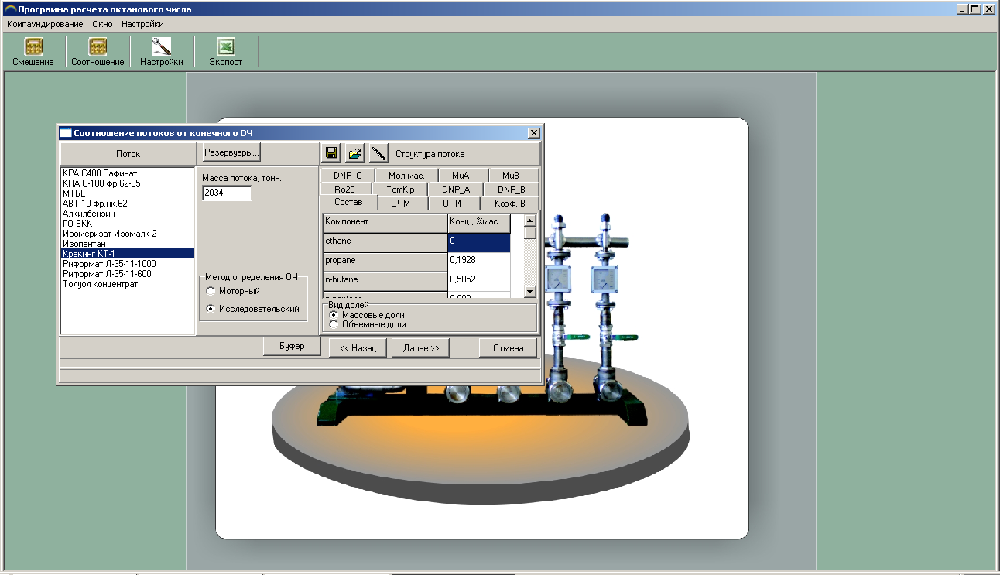 Программа расчета октанового числа
Компаундирование Окно Настройки
Смешение Соотношение Настройки Экспорт
Соотношение потоков от конечного ОЧ
Поток
Резервуары...
Структура потока
КРА С400 Рафинат
КПА С-100 фр.62-85
МТБЕ
АВТ-10 фр.нк.62
Алкилбензин
ГО БКК
Изомеризат Изомалк-2
Изопентан
Крекинг КТ-1
Риформат Л-35-11-1000
Риформат Л-35-11-600
Толуол концентрат
Масса потока, тонн.
2034
Метод определения ОЧ
Моторный
Исследовательский
DNP_C Мол.мас. MuA MuB
Ro20 TemKip DNP_A DNP_B
Состав ОЧМ ОЧИ Коэф. В
Компонент Конц., %мас.
ethane 0
propane 0,1928
n-butane 0,5052
Вид долей
Массовые доли
Объемные доли
Буфер << Назад Далее >> Отмена